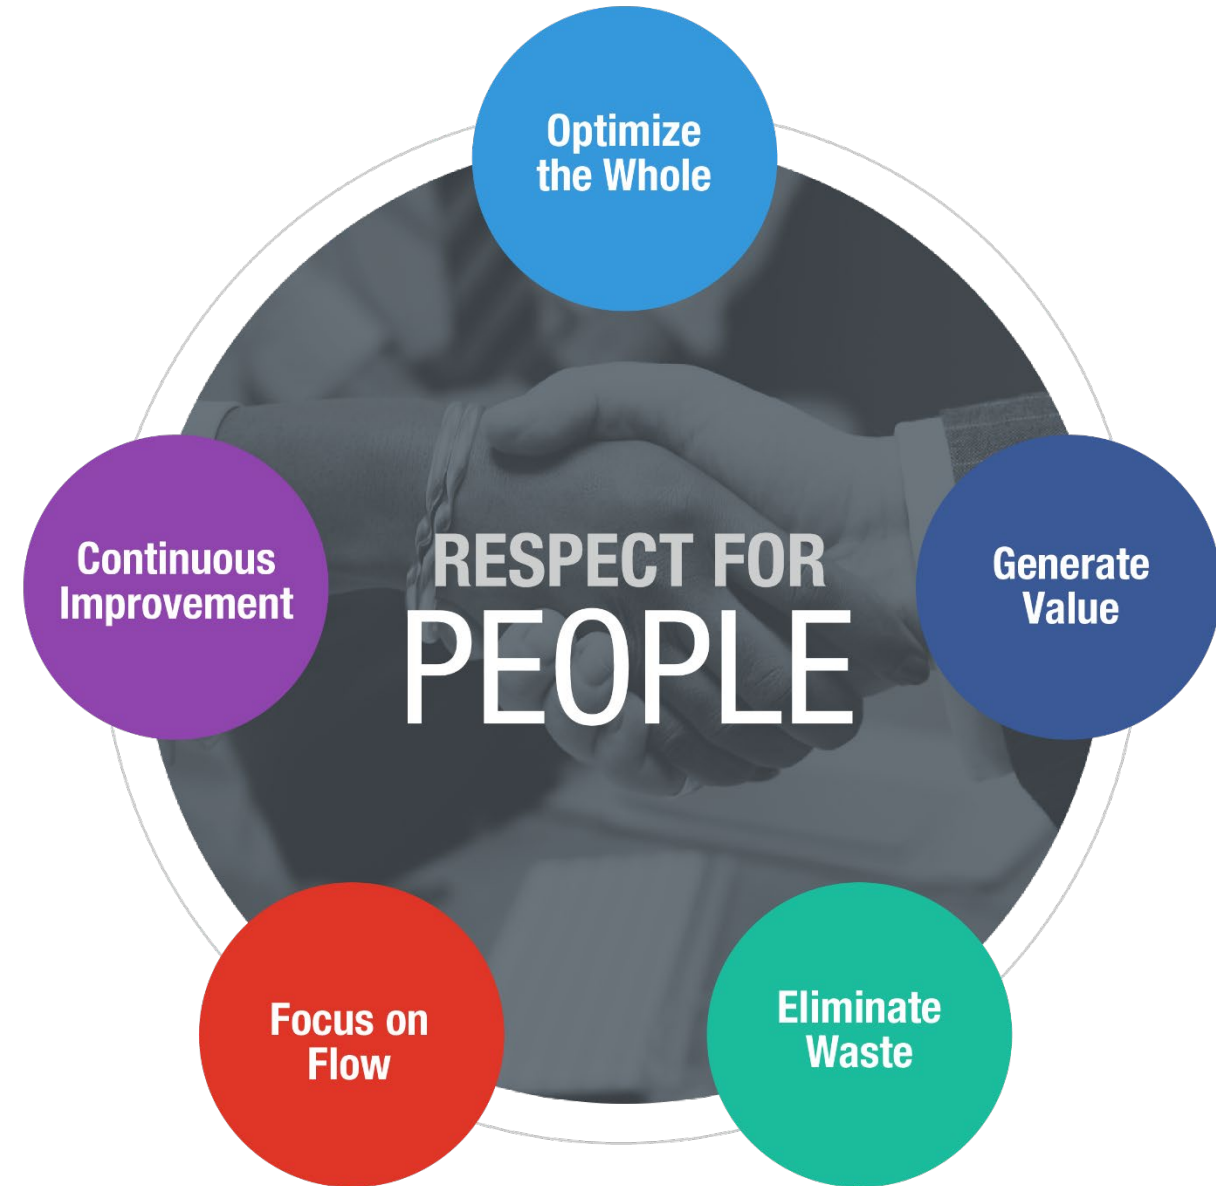 Optimize
the Whole
Continuous
Improvement
RESPECT FOR
PEOPLE
Generate
Value
Focus on
Flow
Eliminate
Waste